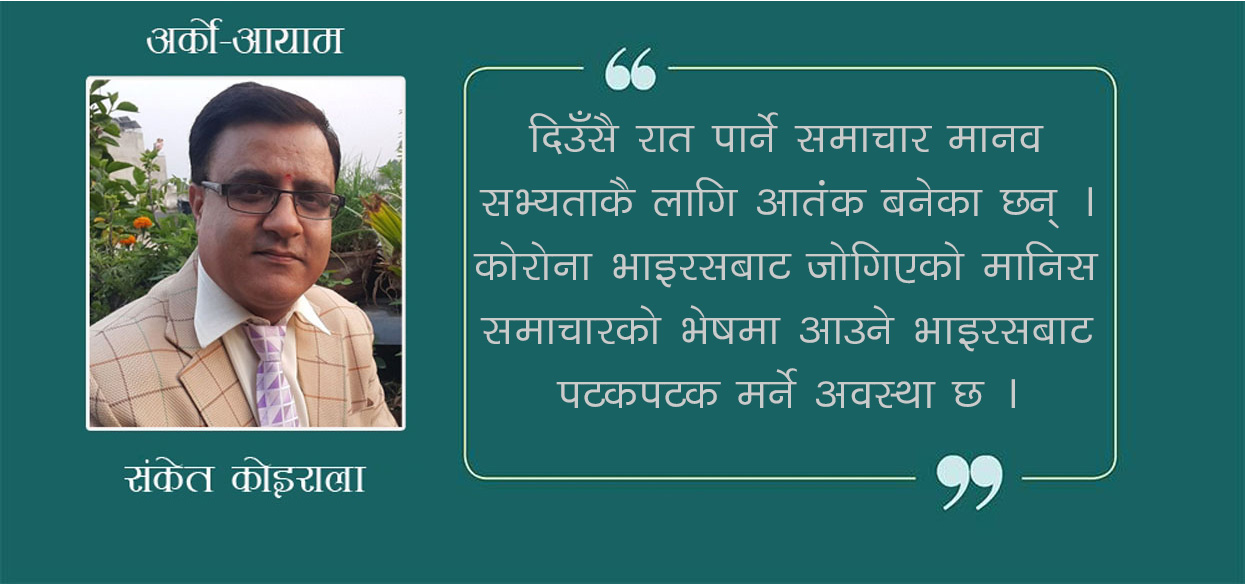 अर्को-आयाम
दिउँसै रात पार्ने समाचार मानव
सभ्यताकै लागि आतंक बनेका छन् ।
कोरोना भाइरसबाट जोगिएको मानिस
समाचारको भेषमा आउने भाइरसबाट
पटकपटक मर्ने अवस्था छ ।
संकेत कोइराला